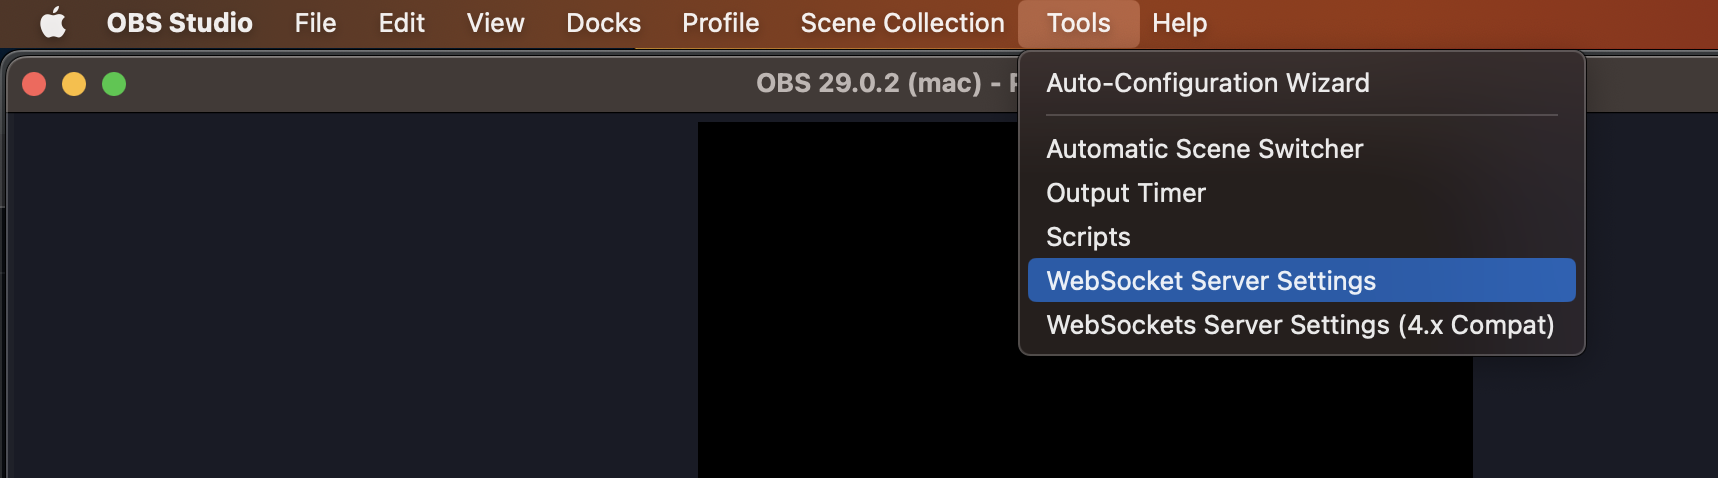 OBS Studio File Edit View Docks Profile Scene Collection Tools Help
OBS 29.0.2 (mac) -
Auto-Configuration Wizard
Automatic Scene Switcher
Output Timer
Scripts
WebSocket Server Settings
WebSockets Server Settings (4.x Compat)